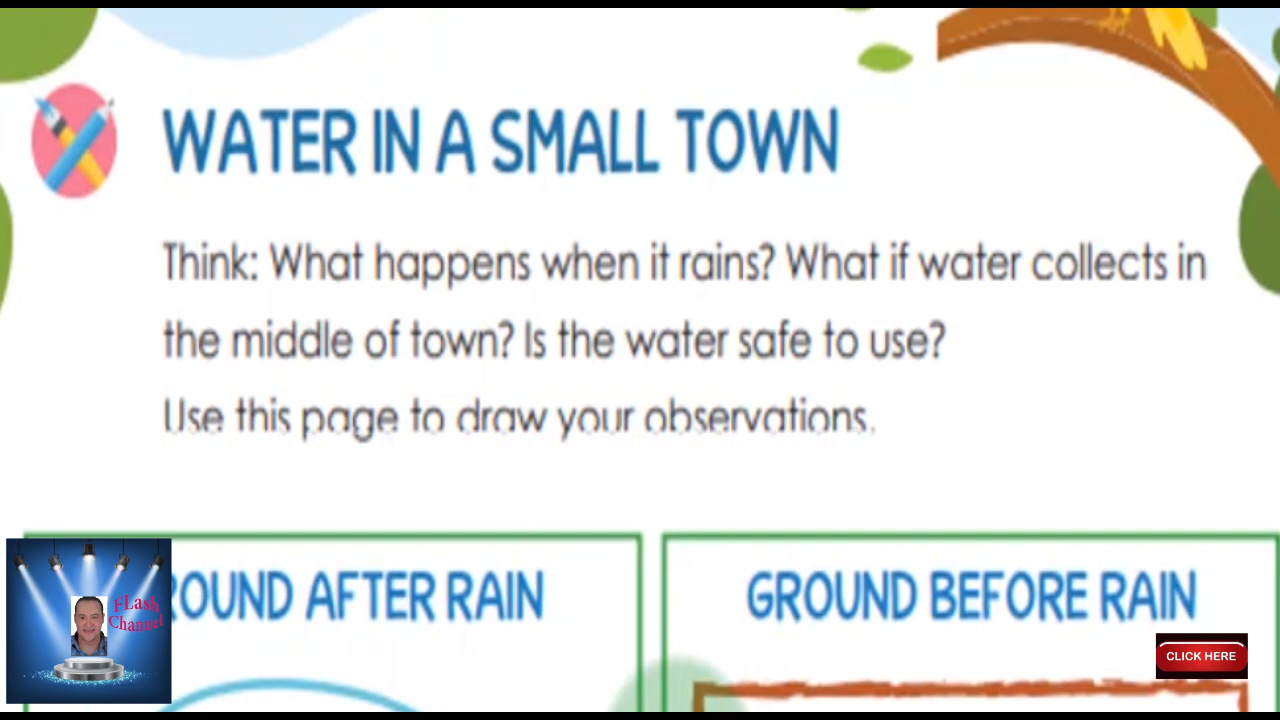 WATER IN A SMALL TOWN
Think: What happens when it rains? What if water collects in
the middle of town? Is the water safe to use?
Use this page to draw your observations.
ROUND AFTER RAIN
GROUND BEFORE RAIN
FLash
Channel
CLICK HERE